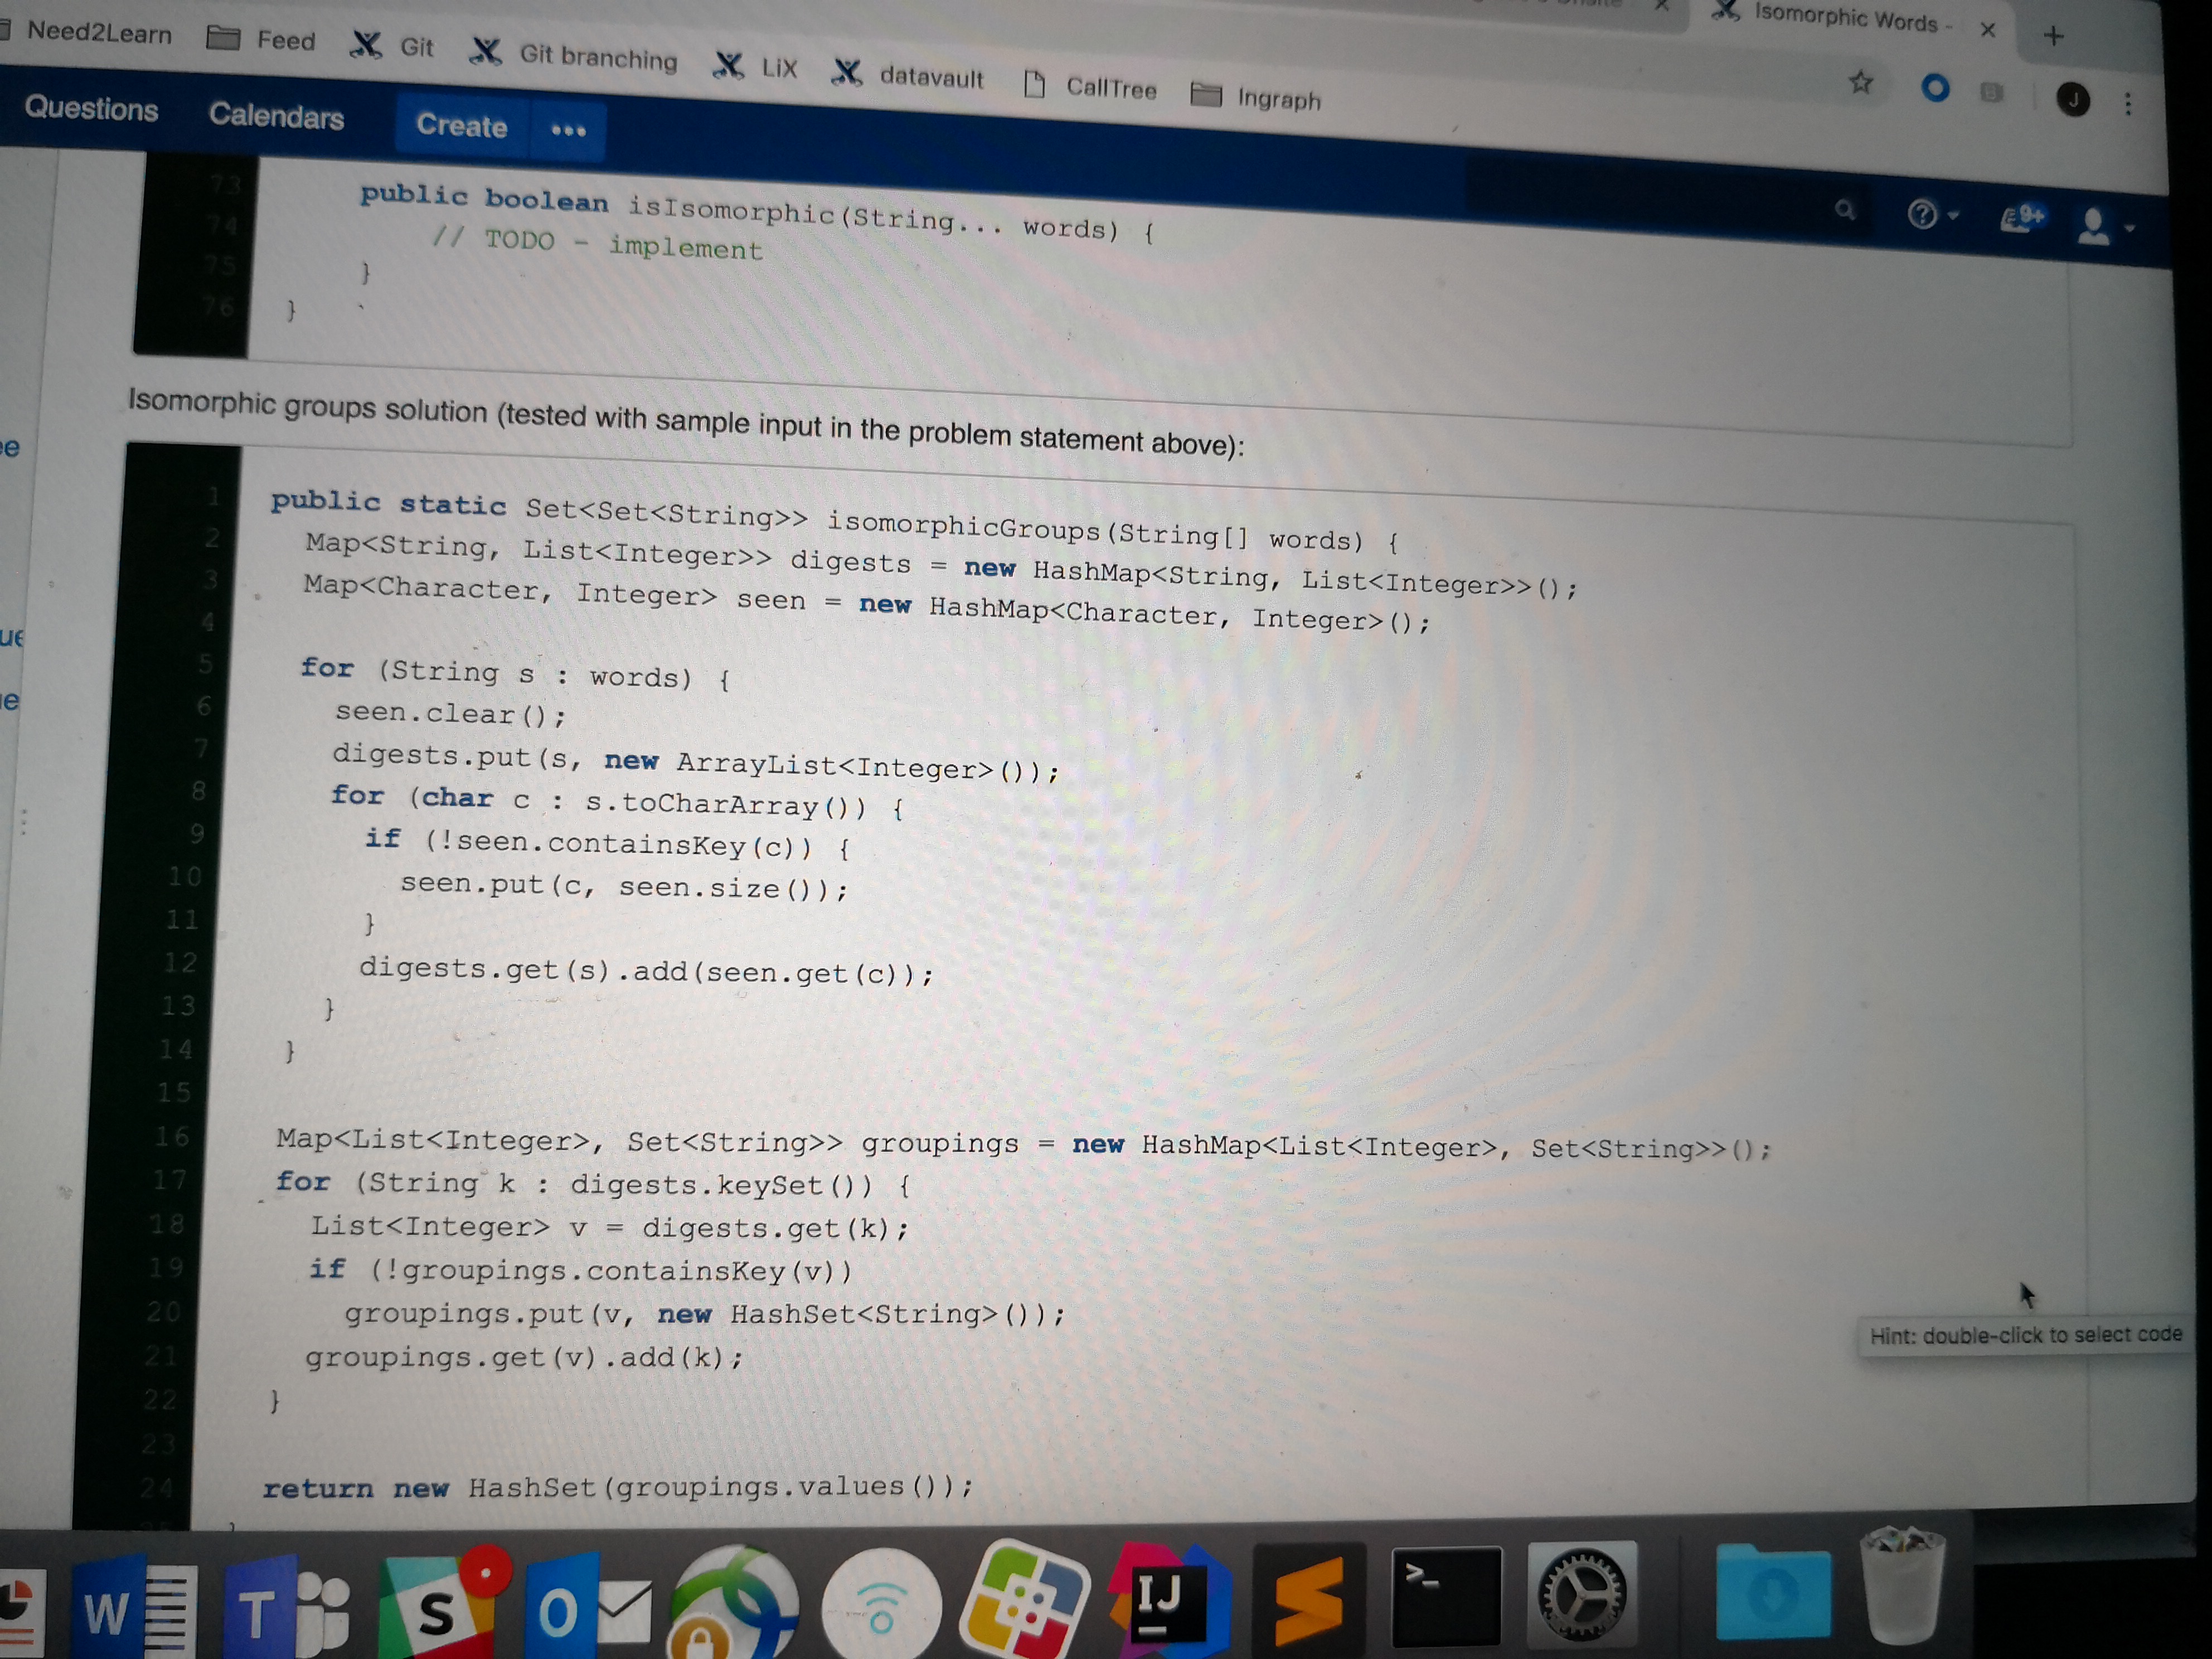 Isomorphic Words -
Need2Learn Feed Git Git branching LiX datavault CallTree Ingraph
J
Questions Calendars Create •••
9+
73 public boolean isIsomorphic(String... words) {
74 // TODO - implement
75 }
76 }
Isomorphic groups solution (tested with sample input in the problem statement above):
1 public static Set<Set<String>> isomorphicGroups(String[] words) {
2 Map<String, List<Integer>> digests = new HashMap<String, List<Integer>>();
3 Map<Character, Integer> seen = new HashMap<Character, Integer>();
4
5 for (String s : words) {
6 seen.clear();
7 digests.put(s, new ArrayList<Integer>());
8 for (char c : s.toCharArray()) {
9 if (!seen.containsKey(c)) {
10 seen.put(c, seen.size());
11 }
12 digests.get(s).add(seen.get(c));
13 }
14 }
15
16 Map<List<Integer>, Set<String>> groupings = new HashMap<List<Integer>, Set<String>>();
17 for (String k : digests.keySet()) {
18 List<Integer> v = digests.get(k);
19 if (!groupings.containsKey(v))
20 groupings.put(v, new HashSet<String>());
21 groupings.get(v).add(k);
22 }
23
24 return new HashSet(groupings.values());
Hint: double-click to select code
W T S O IJ >_